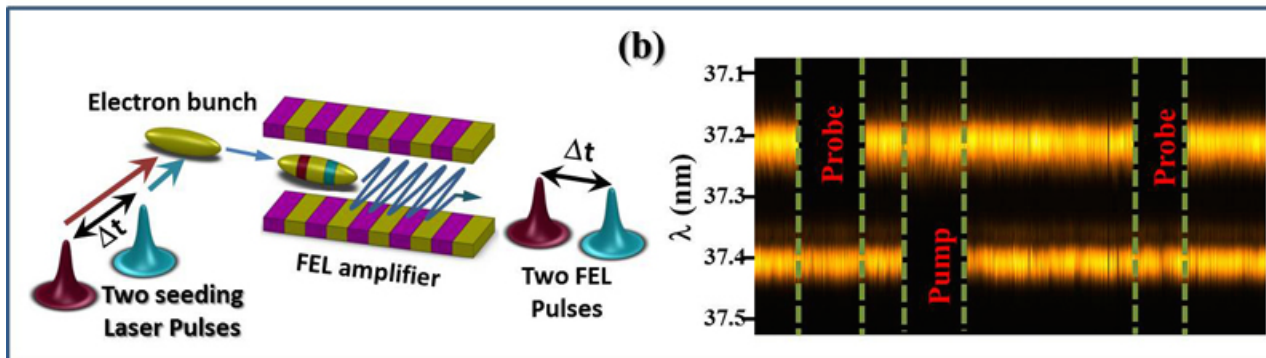 (b)
Electron bunch
Δt
Two seeding
Laser Pulses
FEL amplifier
Δt
Two FEL
Pulses
λ (nm)
37.1
37.2
37.3
37.4
37.5
Probe
Pump
Probe